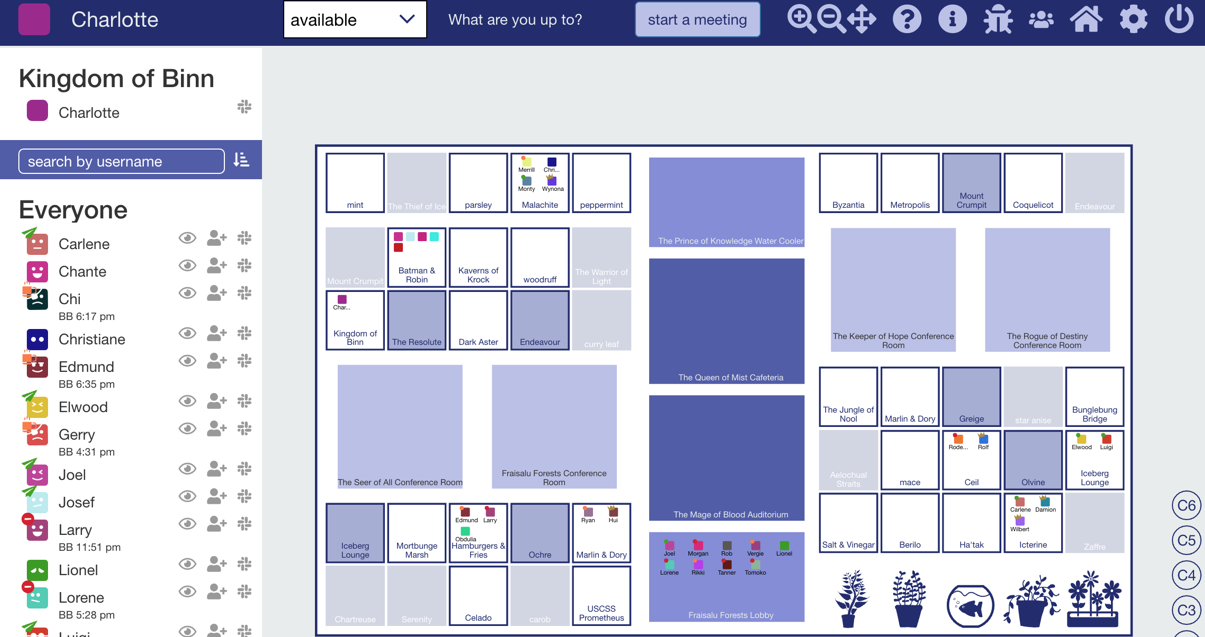 Charlotte
available
What are you up to?
start a meeting
Kingdom of Binn
Charlotte
search by username
Everyone
Carlene
Chante
Chi
BB 6:17 pm
Christiane
Edmund
BB 6:35 pm
Elwood
Gerry
BB 4:31 pm
Joel
Josef
Larry
BB 11:51 pm
Lionel
Lorene
BB 5:28 pm
Luigi
mint
The Thief of Ice
parsley
Merrill
Chri...
Monty
Wynona
Malachite
peppermint
Mount Crumpit
Batman &
Robin
Kaverns of
Krock
woodruff
The Warrior of
Light
Char...
Kingdom of
Binn
The Resolute
Dark Aster
Endeavour
curry leaf
The Seer of All Conference Room
Fraisalu Forests Conference
Room
Iceberg
Lounge
Mortbunge
Marsh
Edmund
Larry
Obdulia
Hamburgers &
Fries
Ochre
Ryan
Hui
Marlin & Dory
Chartreuse
Serenity
Celado
carob
USCSS
Prometheus
The Prince of Knowledge Water Cooler
The Queen of Mist Cafeteria
The Mage of Blood Auditorium
Joel
Morgan
Rob
Vergie
Lionel
Lorene
Rikki
Tanner
Tomoko
Fraisalu Forests Lobby
Byzantia
Metropolis
Mount
Crumpit
Coquelicot
Endeavour
The Keeper of Hope Conference
Room
The Rogue of Destiny
Conference Room
The Jungle of
Nool
Marlin & Dory
Greige
star anise
Bunglebung
Bridge
Aelochual
Straits
mace
Rode...
Rolf
Ceil
Olvine
Elwood
Luigi
Iceberg
Lounge
Salt & Vinegar
Berilo
Ha'tak
Carlene
Damion
Wilbert
Icterine
Zaffre
C6
C5
C4
C3